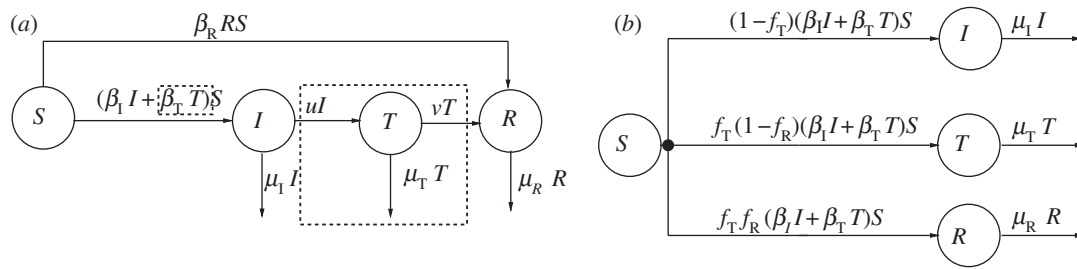 (a)
β_R RS
S
(β_I I + β_T T)S
I
uI
T
vT
R
μ_I I
μ_T T
μ_R R
(b)
S
(1−f_T)(β_I I + β_T T)S
I
μ_I I
f_T (1−f_R)(β_I I + β_T T)S
T
μ_T T
f_T f_R (β_I I + β_T T)S
R
μ_R R